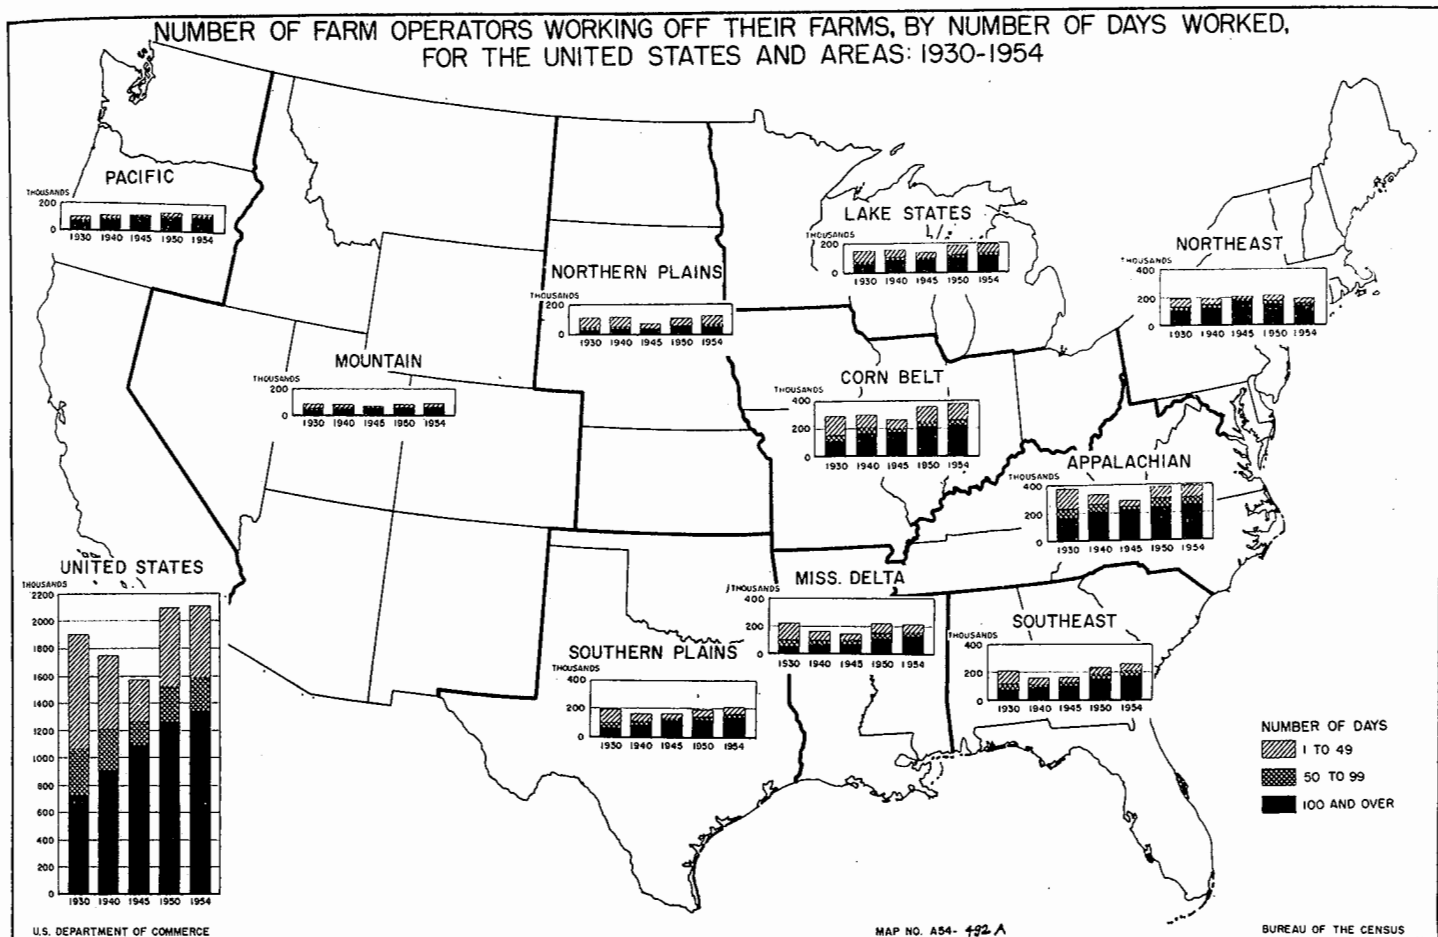 NUMBER OF FARM OPERATORS WORKING OFF THEIR FARMS, BY NUMBER OF DAYS WORKED,
FOR THE UNITED STATES AND AREAS: 1930-1954
PACIFIC
THOUSANDS
200
0
1930 1940 1945 1950 1954
NORTHERN PLAINS
THOUSANDS
200
0
1930 1940 1945 1950 1954
LAKE STATES
THOUSANDS
200
0
1930 1940 1945 1950 1954
NORTHEAST
THOUSANDS
400
200
0
1930 1940 1945 1950 1954
MOUNTAIN
THOUSANDS
200
0
1930 1940 1945 1950 1954
CORN BELT
THOUSANDS
400
200
0
1930 1940 1945 1950 1954
APPALACHIAN
THOUSANDS
400
200
0
1930 1940 1945 1950 1954
UNITED STATES
THOUSANDS
2200
2000
1800
1600
1400
1200
1000
800
600
400
200
0
1930 1940 1945 1950 1954
MISS. DELTA
THOUSANDS
400
200
0
1930 1940 1945 1950 1954
SOUTHEAST
THOUSANDS
400
200
0
1930 1940 1945 1950 1954
SOUTHERN PLAINS
THOUSANDS
400
200
0
1930 1940 1945 1950 1954
NUMBER OF DAYS
1 TO 49
50 TO 99
100 AND OVER
U.S. DEPARTMENT OF COMMERCE
MAP NO. A54-492A
BUREAU OF THE CENSUS